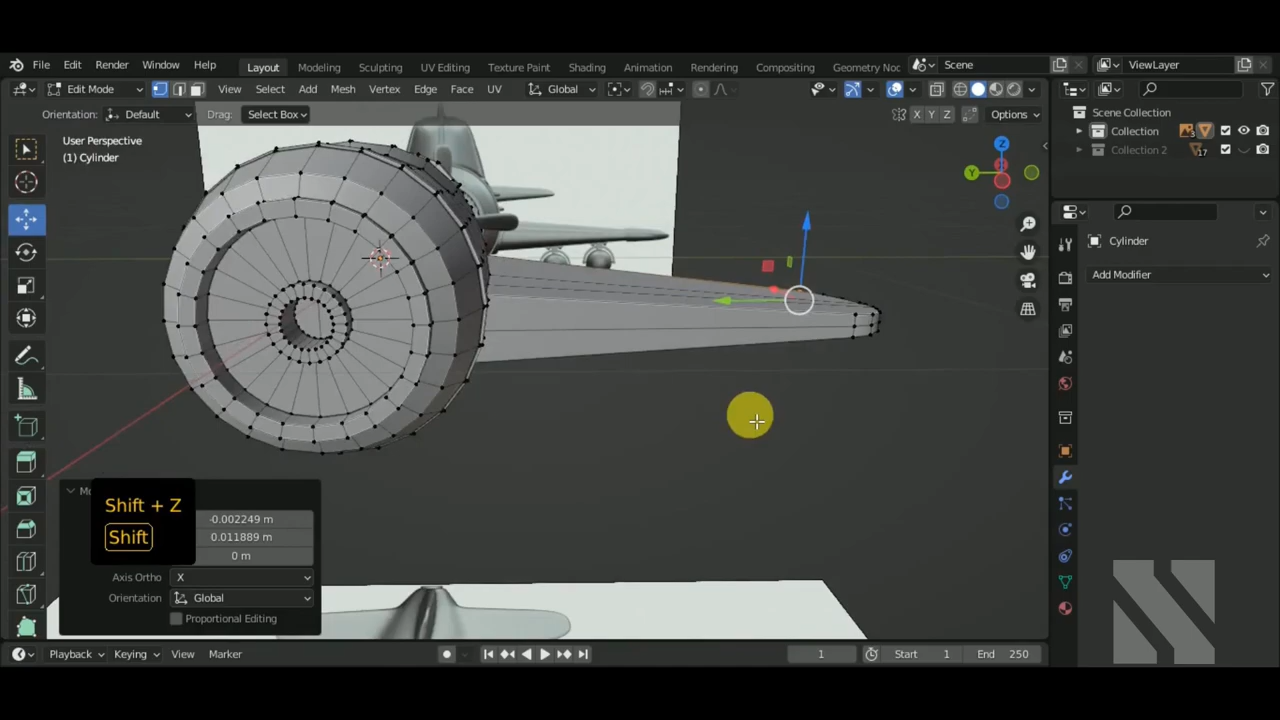 File Edit Render Window Help Layout Modeling Sculpting UV Editing Texture Paint Shading Animation Rendering Compositing Geometry Noc Scene ViewLayer
Edit Mode View Select Add Mesh Vertex Edge Face UV Global
Orientation: Default Drag: Select Box X Y Z Options
User Perspective
(1) Cylinder
Z
Y
Scene Collection
Collection 3
Collection 2 17
Cylinder
Add Modifier
Shift + Z
Shift
-0.002249 m
0.011889 m
0 m
Axis Ortho X
Orientation Global
Proportional Editing
Playback Keying View Marker 1 Start 1 End 250